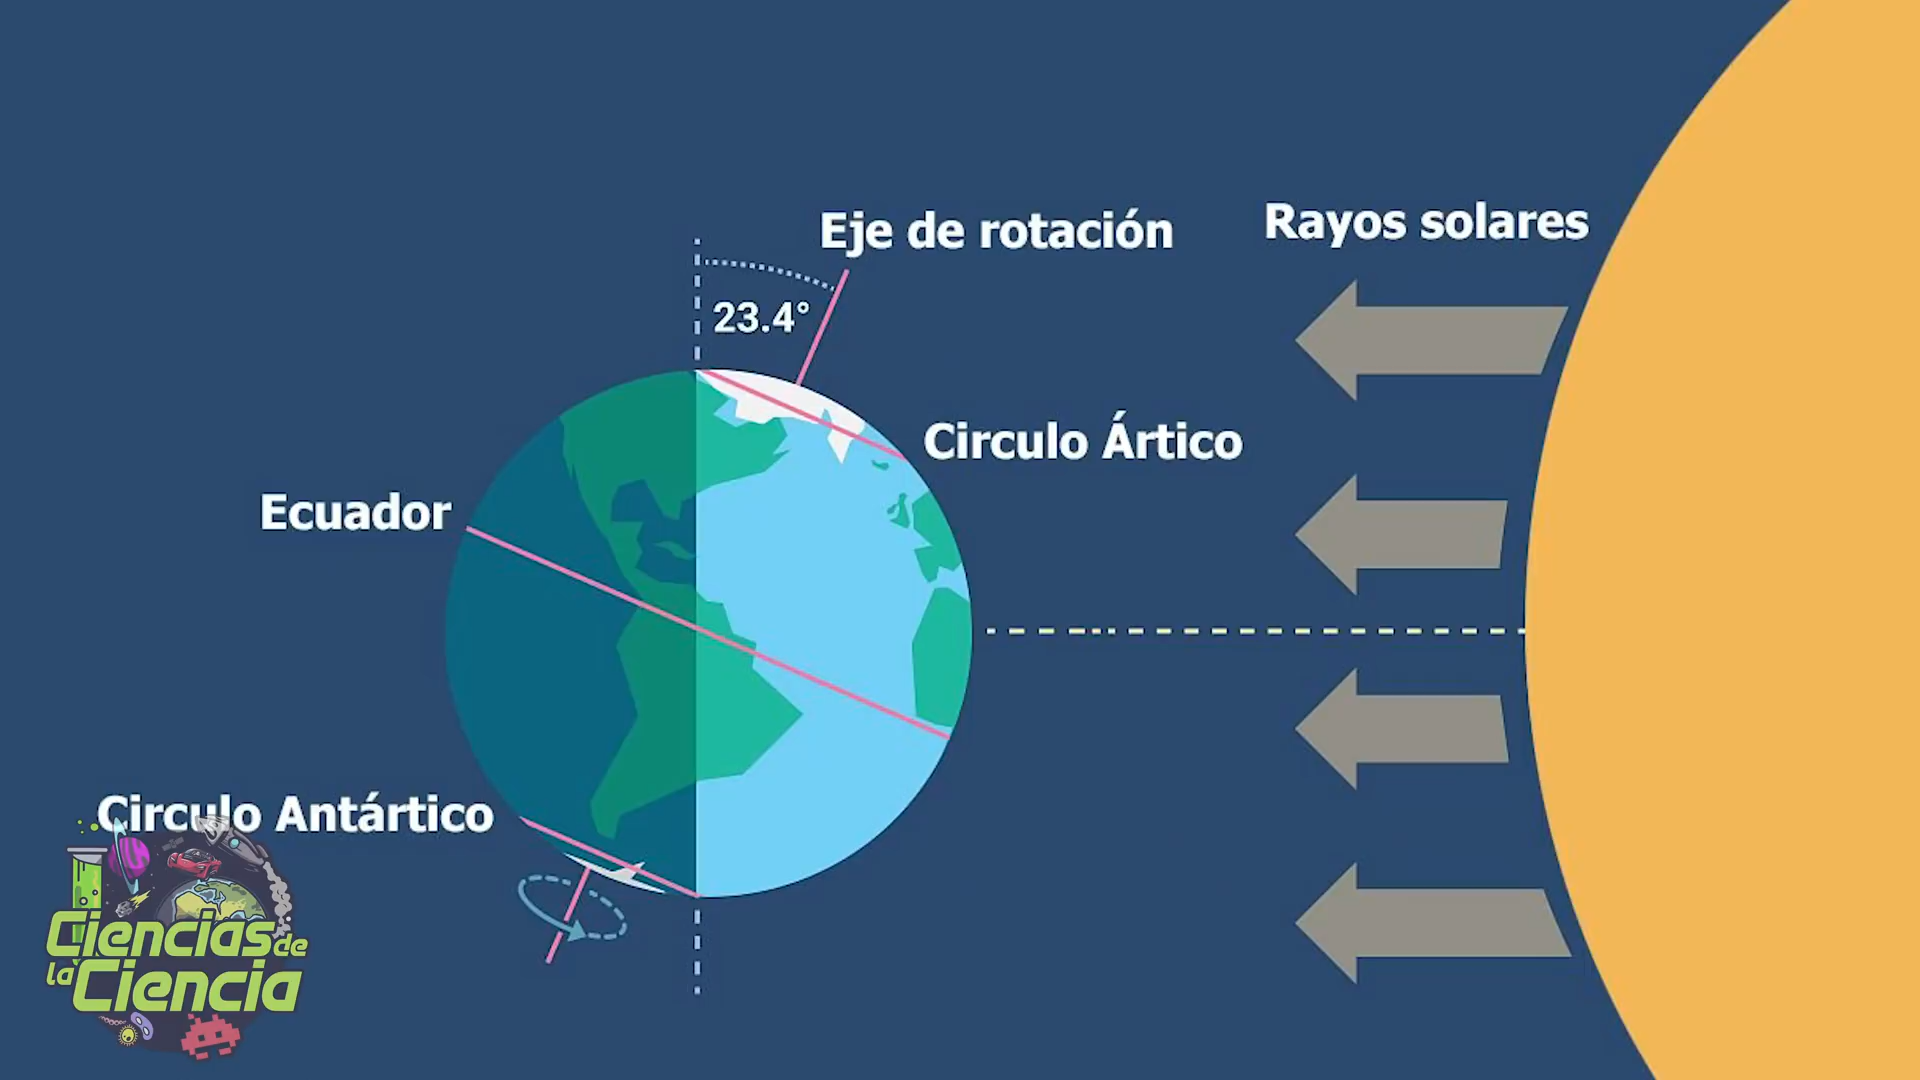 Eje de rotación
Rayos solares
23.4°
Circulo Ártico
Ecuador
Circulo Antártico
Ciencias de
la Ciencia